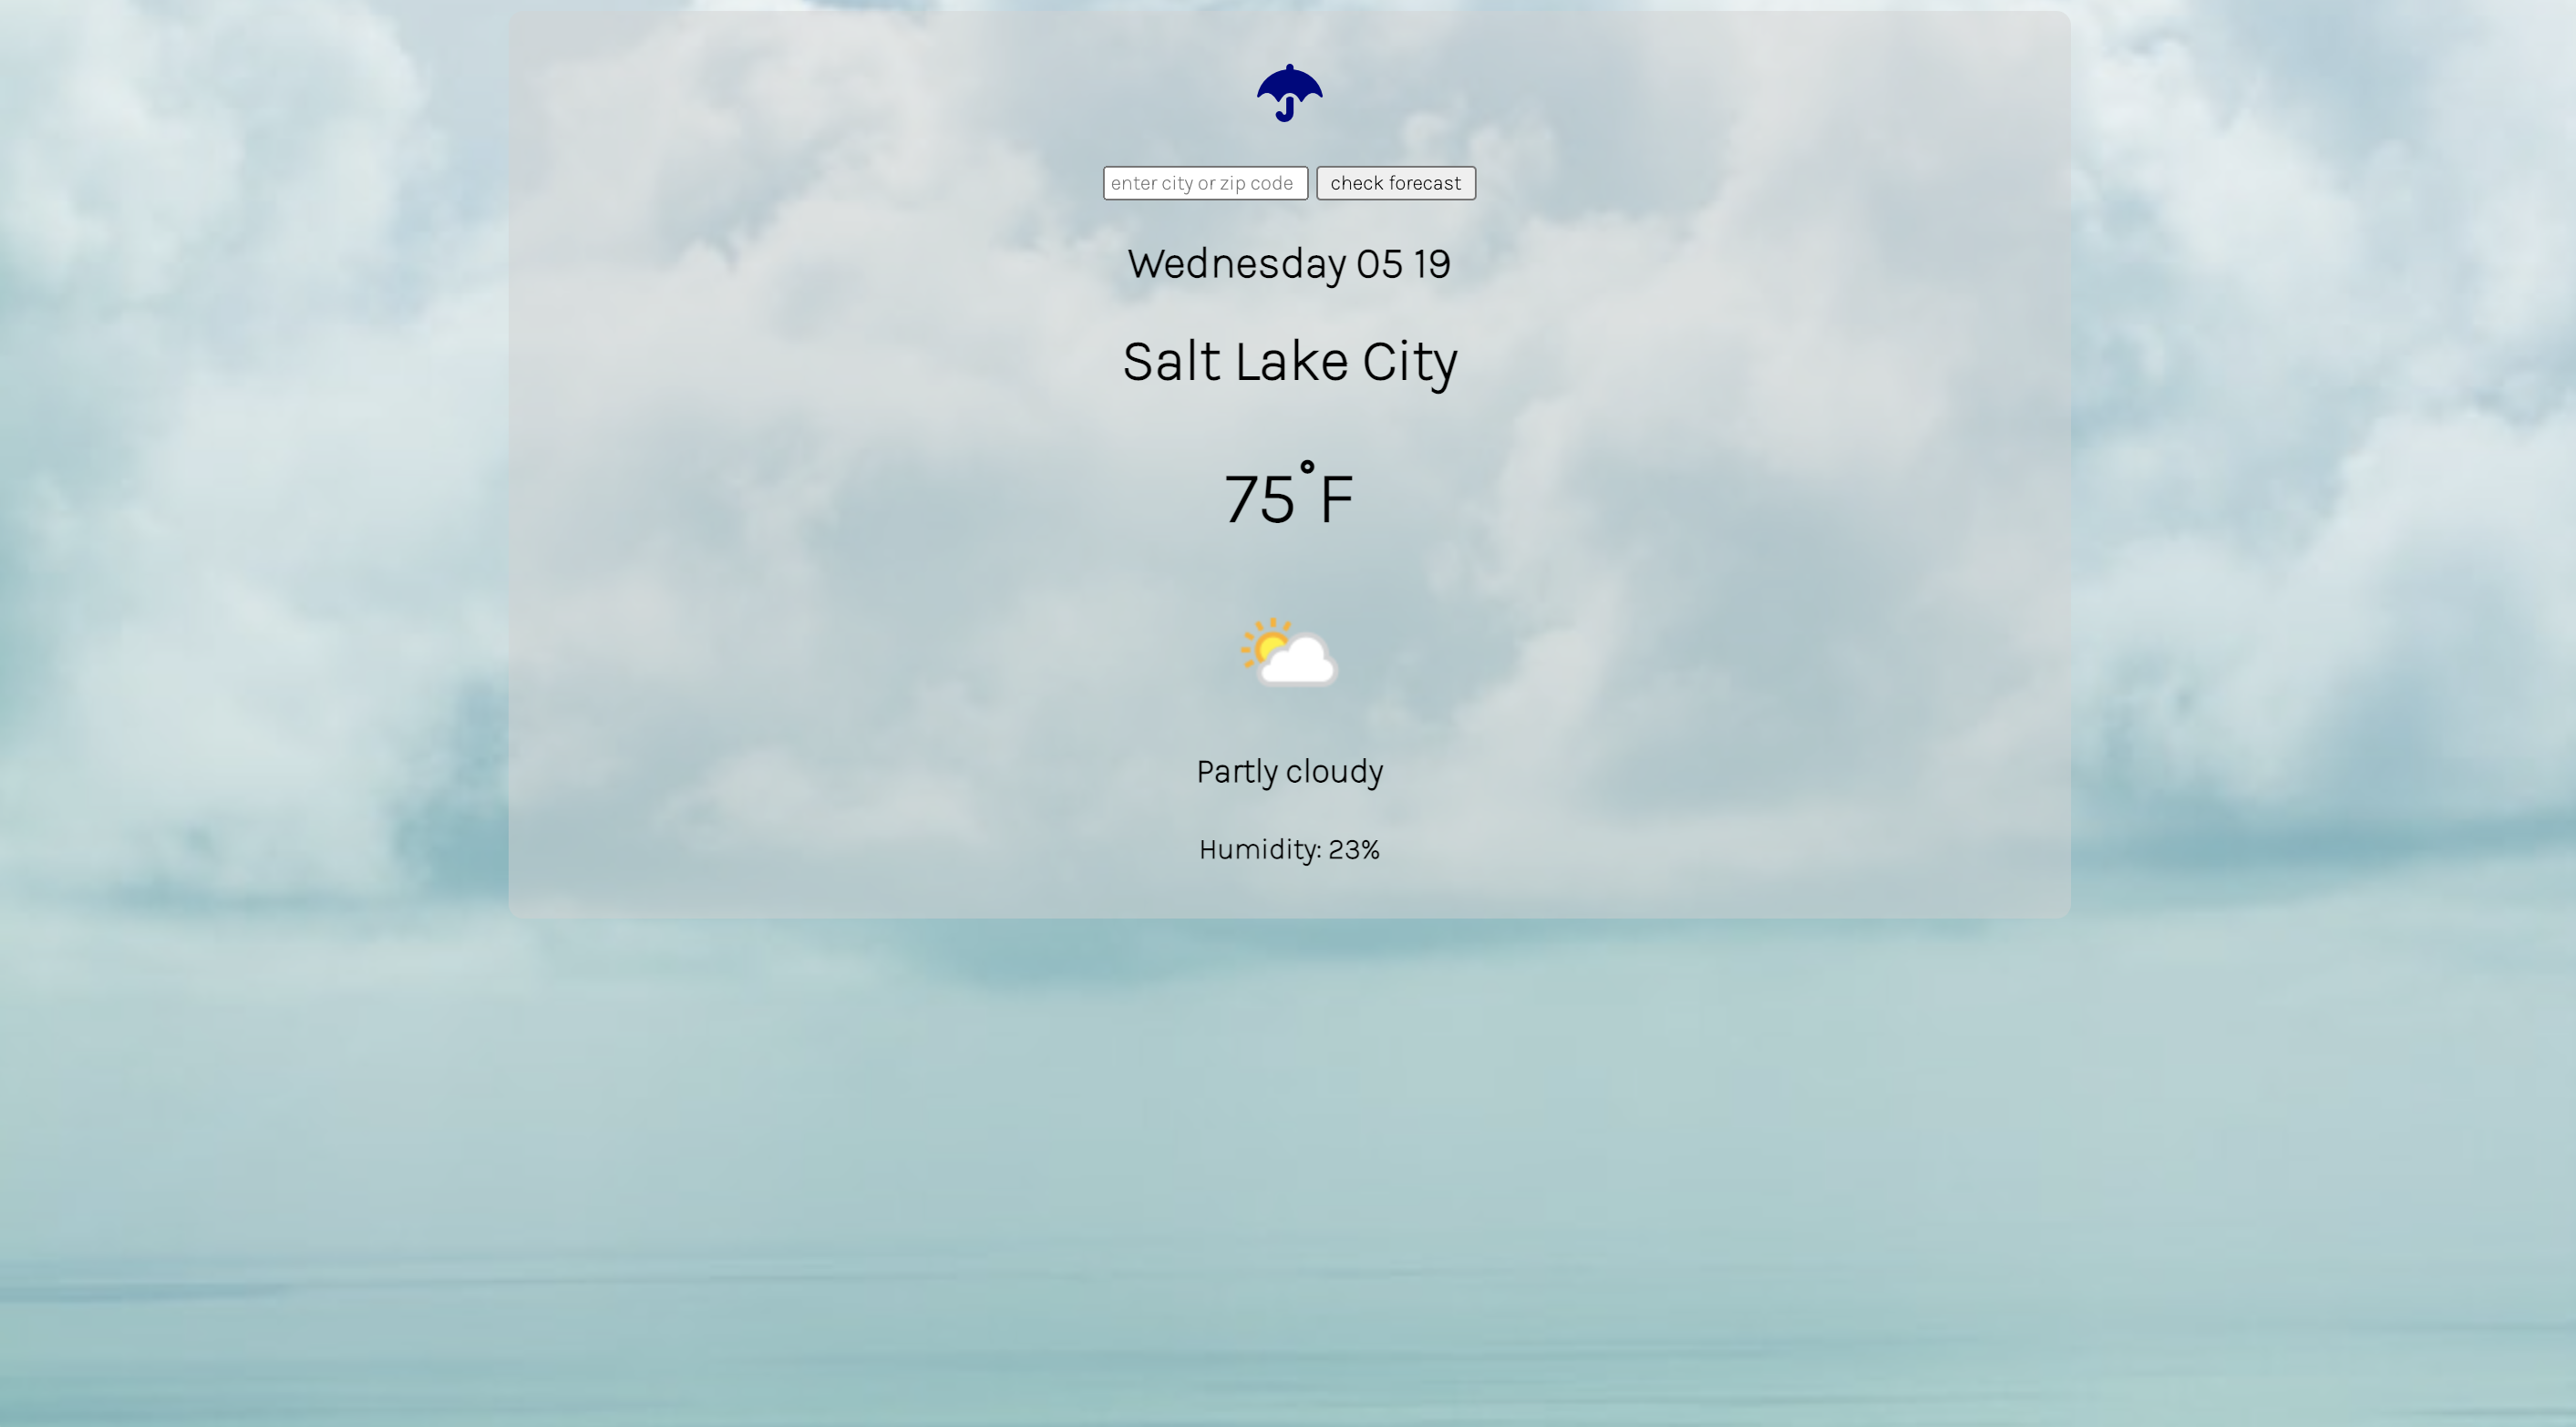 enter city or zip code check forecast
Wednesday 05 19
Salt Lake City
75°F
Partly cloudy
Humidity: 23%